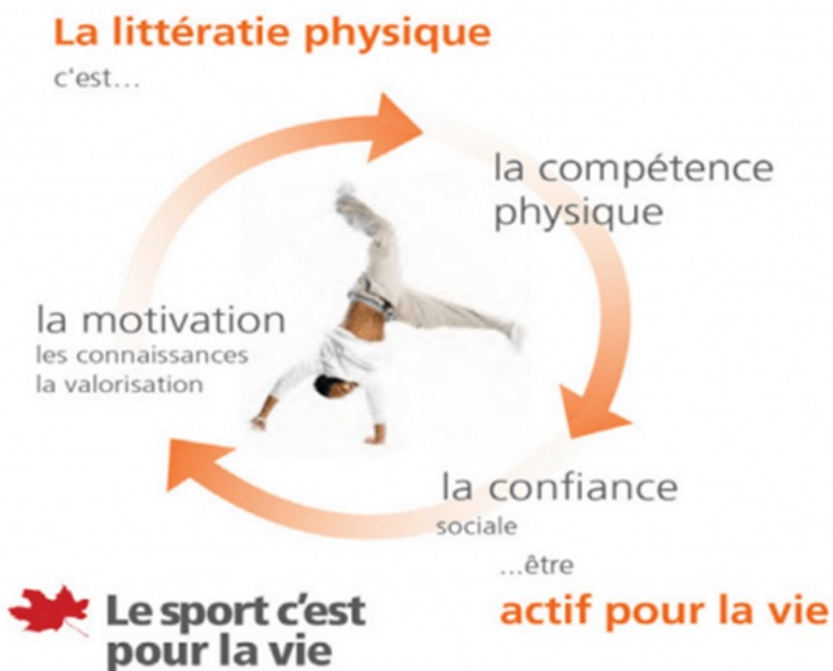 La littératie physique
c'est...
la compétence
physique
la motivation
les connaissances
la valorisation
la confiance
sociale
...être
actif pour la vie
Le sport c'est
pour la vie